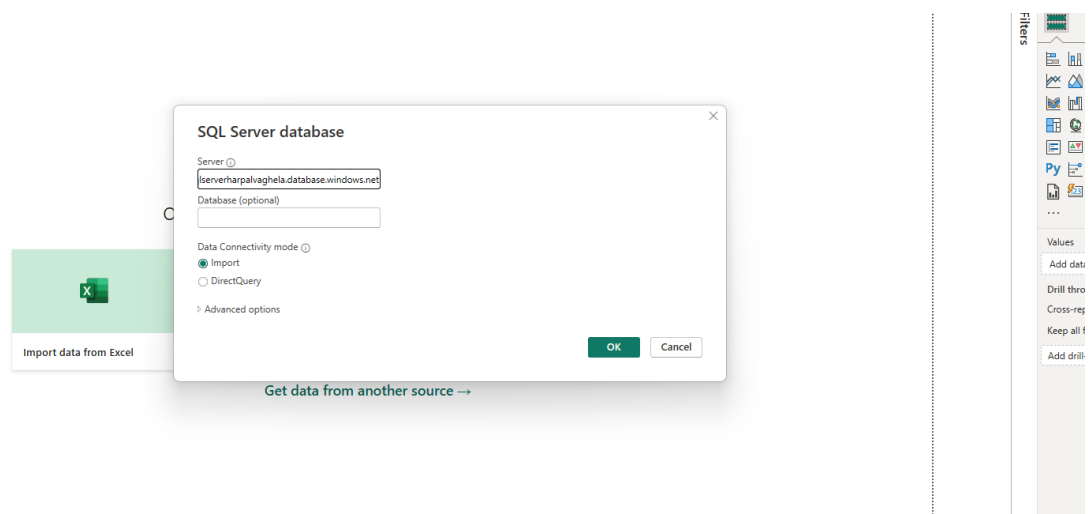 Filters
SQL Server database
Server
lserverharpalvaghela.database.windows.net
Database (optional)
Data Connectivity mode
Import
DirectQuery
Advanced options
OK
Cancel
Import data from Excel
Get data from another source →
Py
...
Values
Add data
Drill thro
Cross-rep
Keep all f
Add drill-